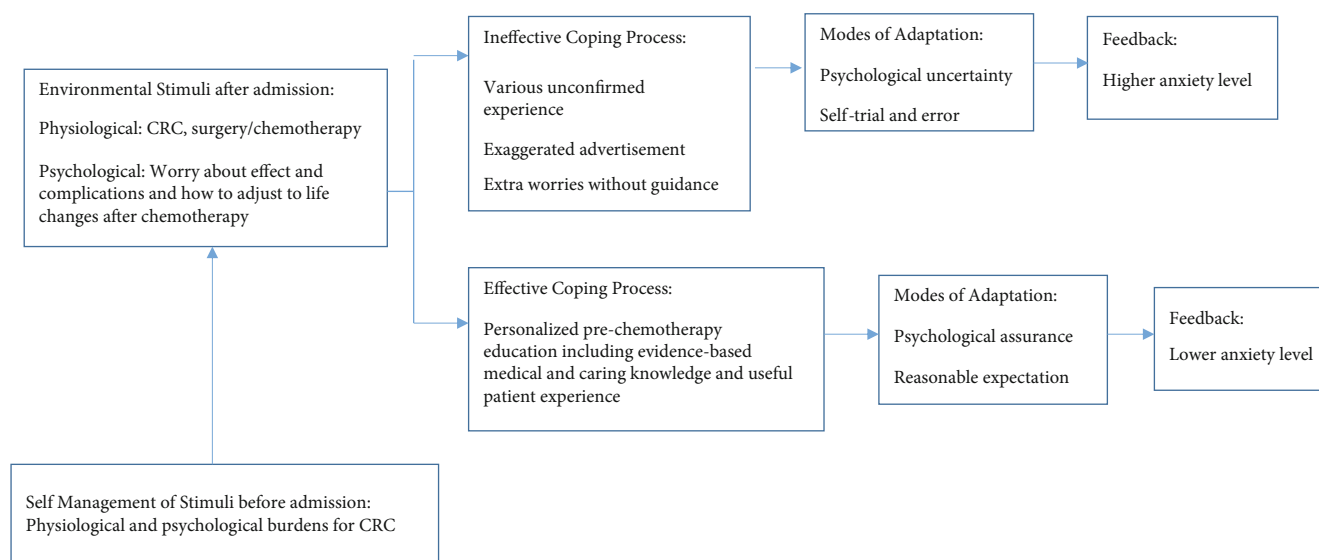 Environmental Stimuli after admission:
Physiological: CRC, surgery/chemotherapy
Psychological: Worry about effect and
complications and how to adjust to life
changes after chemotherapy
Ineffective Coping Process:
Various unconfirmed
experience
Exaggerated advertisement
Extra worries without guidance
Modes of Adaptation:
Psychological uncertainty
Self-trial and error
Feedback:
Higher anxiety level
Effective Coping Process:
Personalized pre-chemotherapy
education including evidence-based
medical and caring knowledge and useful
patient experience
Modes of Adaptation:
Psychological assurance
Reasonable expectation
Feedback:
Lower anxiety level
Self Management of Stimuli before admission:
Physiological and psychological burdens for CRC